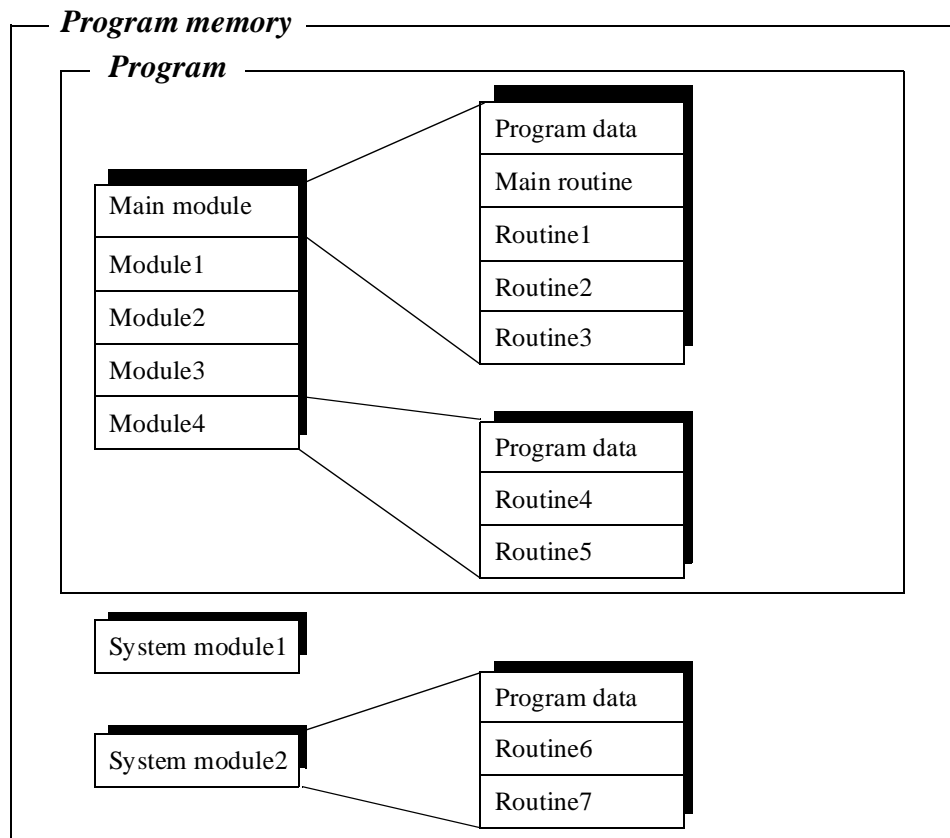 Program memory
Program
Main module
Module1
Module2
Module3
Module4
Program data
Main routine
Routine1
Routine2
Routine3
Program data
Routine4
Routine5
System module1
System module2
Program data
Routine6
Routine7